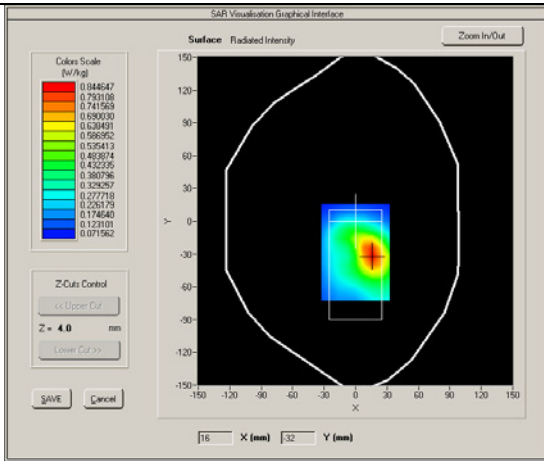 SAR Visualisation Graphical Interface
Surface Radiated Intensity
Zoom In/Out
Colors Scale
(W/kg)
0.844647
0.793108
0.741569
0.690030
0.638491
0.586952
0.535413
0.483874
0.432335
0.380796
0.329257
0.277718
0.226179
0.174640
0.123101
0.071562
Z-Cuts Control
<< Upper Cut
Z = 4.0 mm
Lower Cut >>
SAVE Cancel
150
120
90
60
30
0
-30
-60
-90
-120
-150
Y
-150 -120 -90 -60 -30 0 30 60 90 120 150
X
16 X (mm) -32 Y (mm)